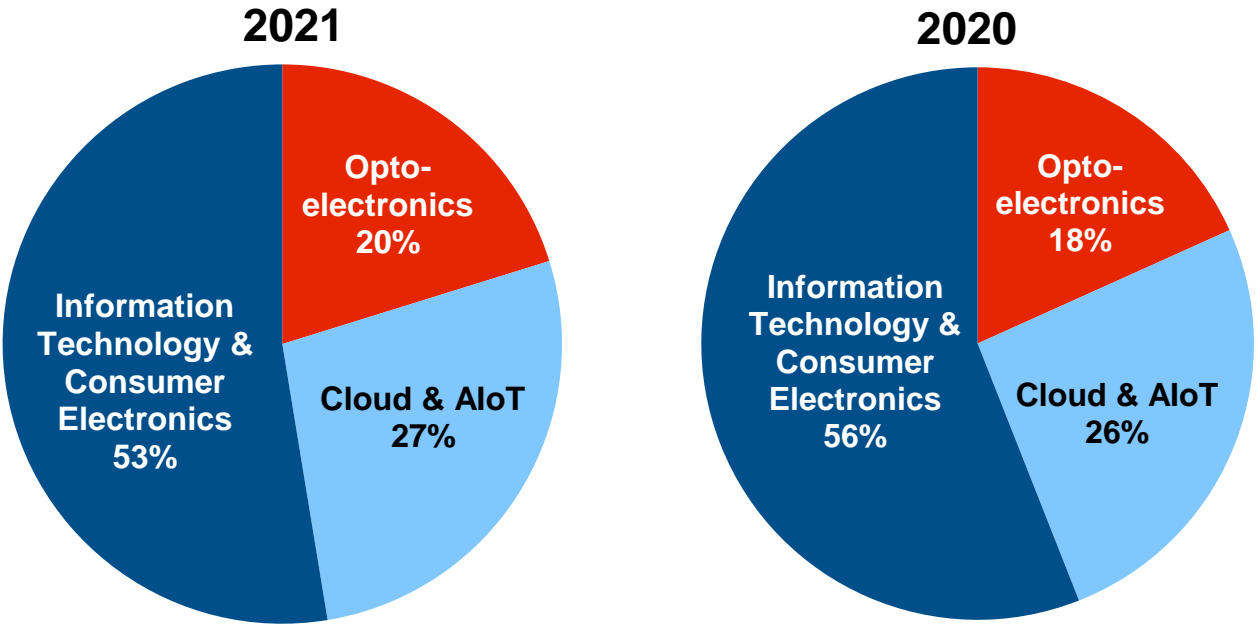 2021
Opto-
electronics
20%
Information
Technology &
Consumer
Electronics
53%
Cloud & AIoT
27%
2020
Opto-
electronics
18%
Information
Technology &
Consumer
Electronics
56%
Cloud & AIoT
26%